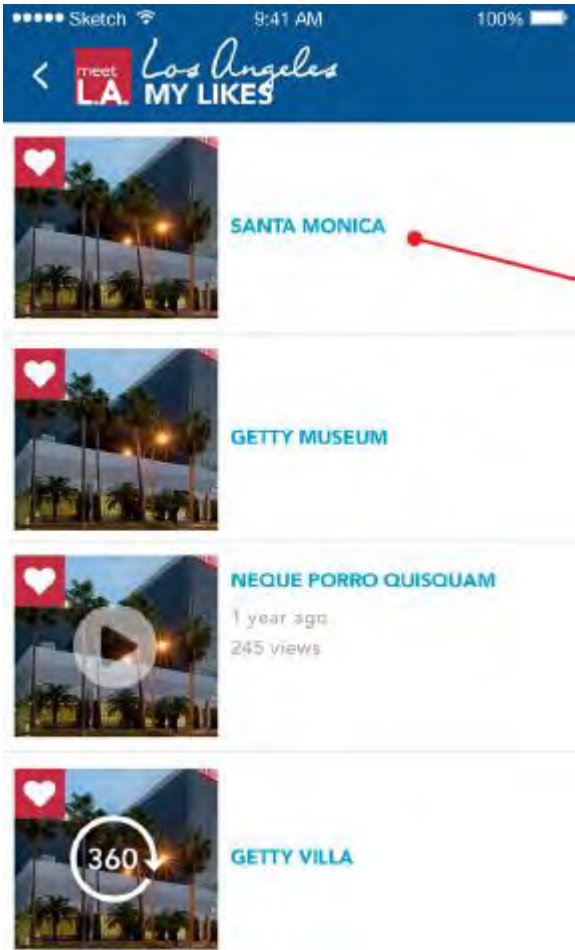 Sketch 9:41 AM 100%
meet L.A. Los Angeles
MY LIKES
SANTA MONICA
GETTY MUSEUM
NEQUE PORRO QUISQUAM
1 year ago
245 views
360
GETTY VILLA